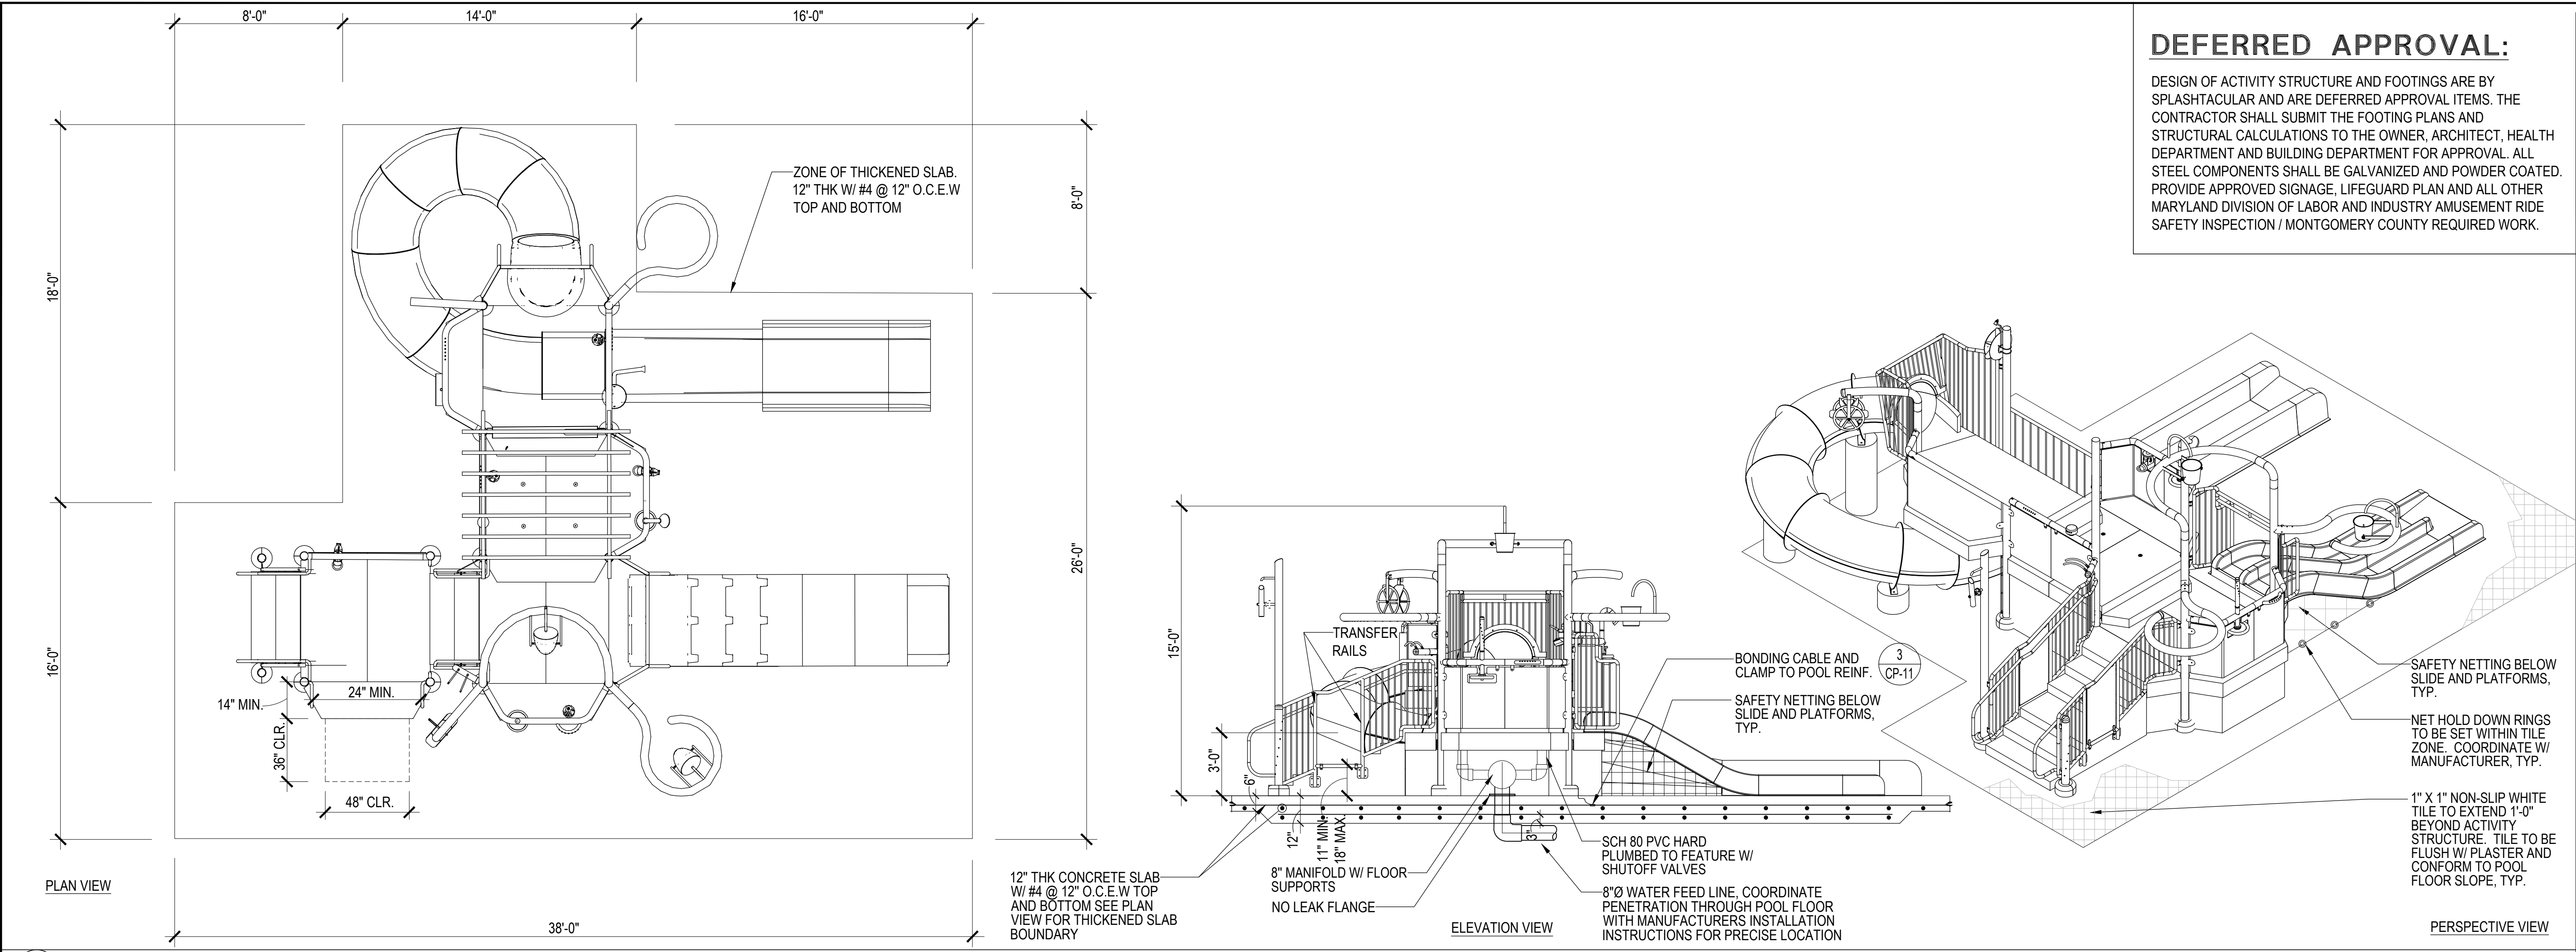 8'-0"
14'-0"
16'-0"
DEFERRED APPROVAL:
DESIGN OF ACTIVITY STRUCTURE AND FOOTINGS ARE BY
SPLASHTACULAR AND ARE DEFERRED APPROVAL ITEMS. THE
CONTRACTOR SHALL SUBMIT THE FOOTING PLANS AND
STRUCTURAL CALCULATIONS TO THE OWNER, ARCHITECT, HEALTH
DEPARTMENT AND BUILDING DEPARTMENT FOR APPROVAL. ALL
STEEL COMPONENTS SHALL BE GALVANIZED AND POWDER COATED.
PROVIDE APPROVED SIGNAGE, LIFEGUARD PLAN AND ALL OTHER
MARYLAND DIVISION OF LABOR AND INDUSTRY AMUSEMENT RIDE
SAFETY INSPECTION / MONTGOMERY COUNTY REQUIRED WORK.
ZONE OF THICKENED SLAB.
12" THK W/ #4 @ 12" O.C.E.W
TOP AND BOTTOM
8'-0"
18'-0"
26'-0"
16'-0"
14" MIN.
24" MIN.
36" CLR.
48" CLR.
38'-0"
PLAN VIEW
15'-0"
3'-0"
6"
12"
11" MIN.
18" MAX.
3"
TRANSFER
RAILS
BONDING CABLE AND
CLAMP TO POOL REINF.
3
CP-11
SAFETY NETTING BELOW
SLIDE AND PLATFORMS,
TYP.
12" THK CONCRETE SLAB
W/ #4 @ 12" O.C.E.W TOP
AND BOTTOM SEE PLAN
VIEW FOR THICKENED SLAB
BOUNDARY
8" MANIFOLD W/ FLOOR
SUPPORTS
NO LEAK FLANGE
SCH 80 PVC HARD
PLUMBED TO FEATURE W/
SHUTOFF VALVES
8"Ø WATER FEED LINE, COORDINATE
PENETRATION THROUGH POOL FLOOR
WITH MANUFACTURERS INSTALLATION
INSTRUCTIONS FOR PRECISE LOCATION
ELEVATION VIEW
SAFETY NETTING BELOW
SLIDE AND PLATFORMS,
TYP.
NET HOLD DOWN RINGS
TO BE SET WITHIN TILE
ZONE. COORDINATE W/
MANUFACTURER, TYP.
1" X 1" NON-SLIP WHITE
TILE TO EXTEND 1'-0"
BEYOND ACTIVITY
STRUCTURE. TILE TO BE
FLUSH W/ PLASTER AND
CONFORM TO POOL
FLOOR SLOPE, TYP.
PERSPECTIVE VIEW